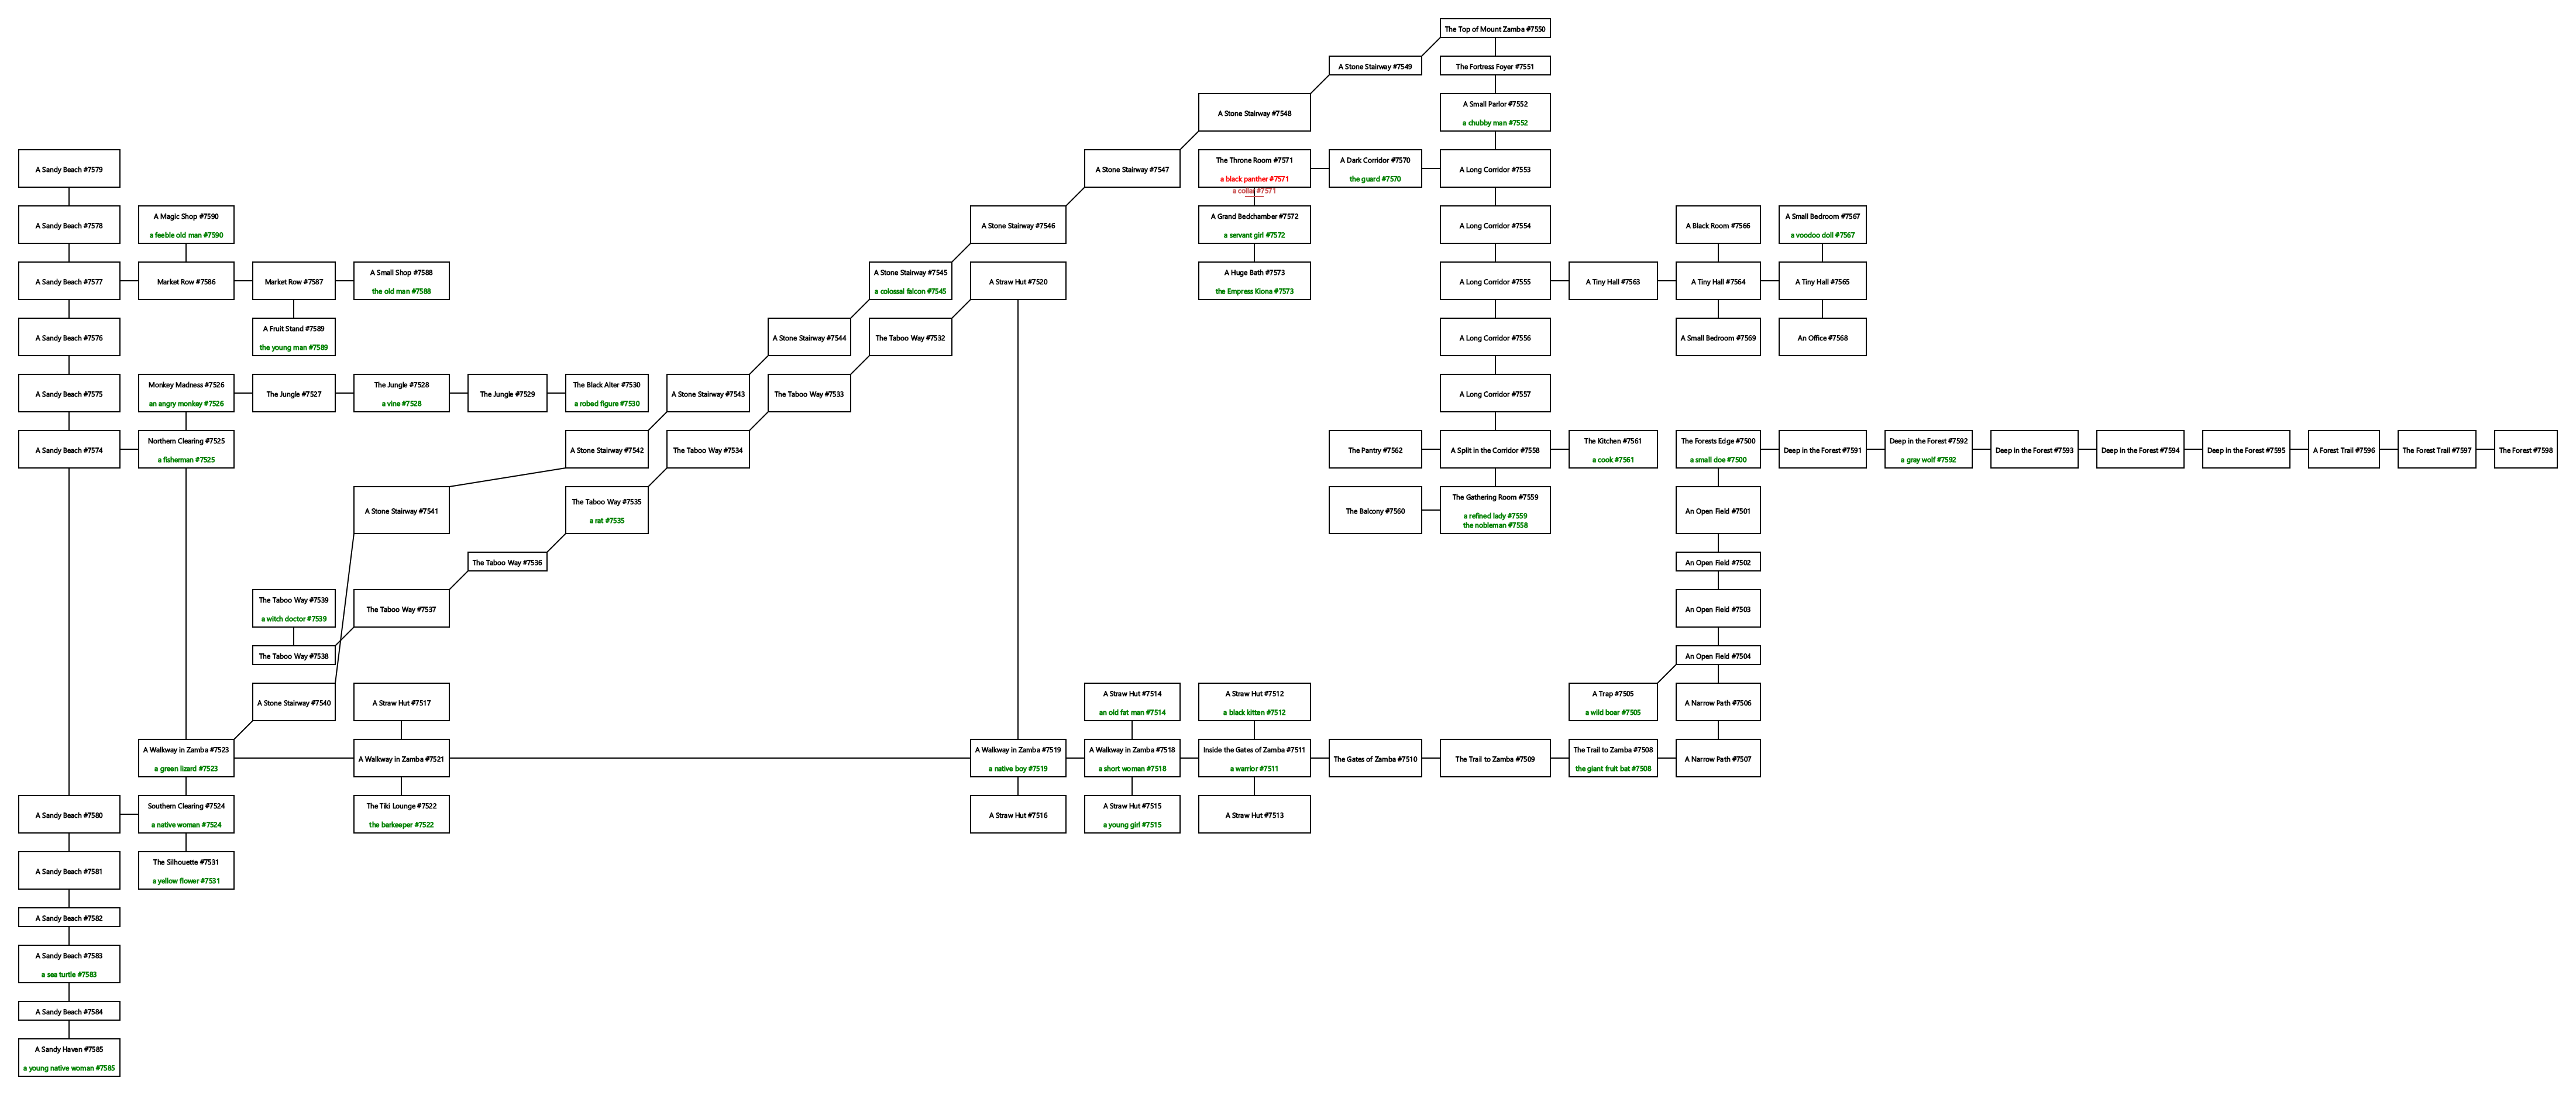 The Top of Mount Zamba #7550
A Stone Stairway #7549
The Fortress Foyer #7551
A Stone Stairway #7548
A Small Parlor #7552
a chubby man #7552
A Sandy Beach #7579
A Stone Stairway #7547
The Throne Room #7571
a black panther #7571
a collar #7571
A Dark Corridor #7570
the guard #7570
A Long Corridor #7553
A Sandy Beach #7578
A Magic Shop #7590
a feeble old man #7590
A Stone Stairway #7546
A Grand Bedchamber #7572
a servant girl #7572
A Long Corridor #7554
A Black Room #7566
A Small Bedroom #7567
a voodoo doll #7567
A Sandy Beach #7577
Market Row #7586
Market Row #7587
A Small Shop #7588
the old man #7588
A Stone Stairway #7545
a colossal falcon #7545
A Straw Hut #7520
A Huge Bath #7573
the Empress Kiona #7573
A Long Corridor #7555
A Tiny Hall #7563
A Tiny Hall #7564
A Tiny Hall #7565
A Sandy Beach #7576
A Fruit Stand #7589
the young man #7589
A Stone Stairway #7544
The Taboo Way #7532
A Long Corridor #7556
A Small Bedroom #7569
An Office #7568
A Sandy Beach #7575
Monkey Madness #7526
an angry monkey #7526
The Jungle #7527
The Jungle #7528
a vine #7528
The Jungle #7529
The Black Alter #7530
a robed figure #7530
A Stone Stairway #7543
The Taboo Way #7533
A Long Corridor #7557
A Sandy Beach #7574
Northern Clearing #7525
a fisherman #7525
A Stone Stairway #7542
The Taboo Way #7534
The Pantry #7562
A Split in the Corridor #7558
The Kitchen #7561
a cook #7561
The Forests Edge #7500
a small doe #7500
Deep in the Forest #7591
Deep in the Forest #7592
a gray wolf #7592
Deep in the Forest #7593
Deep in the Forest #7594
Deep in the Forest #7595
A Forest Trail #7596
The Forest Trail #7597
The Forest #7598
A Stone Stairway #7541
The Taboo Way #7535
a rat #7535
The Balcony #7560
The Gathering Room #7559
a refined lady #7559
the nobleman #7558
An Open Field #7501
The Taboo Way #7536
An Open Field #7502
The Taboo Way #7539
a witch doctor #7539
The Taboo Way #7537
An Open Field #7503
The Taboo Way #7538
An Open Field #7504
A Stone Stairway #7540
A Straw Hut #7517
A Straw Hut #7514
an old fat man #7514
A Straw Hut #7512
a black kitten #7512
A Trap #7505
a wild boar #7505
A Narrow Path #7506
A Walkway in Zamba #7523
a green lizard #7523
A Walkway in Zamba #7521
A Walkway in Zamba #7519
a native boy #7519
A Walkway in Zamba #7518
a short woman #7518
Inside the Gates of Zamba #7511
a warrior #7511
The Gates of Zamba #7510
The Trail to Zamba #7509
The Trail to Zamba #7508
the giant fruit bat #7508
A Narrow Path #7507
A Sandy Beach #7580
Southern Clearing #7524
a native woman #7524
The Tiki Lounge #7522
the barkeeper #7522
A Straw Hut #7516
A Straw Hut #7515
a young girl #7515
A Straw Hut #7513
A Sandy Beach #7581
The Silhouette #7531
a yellow flower #7531
A Sandy Beach #7582
A Sandy Beach #7583
a sea turtle #7583
A Sandy Beach #7584
A Sandy Haven #7585
a young native woman #7585